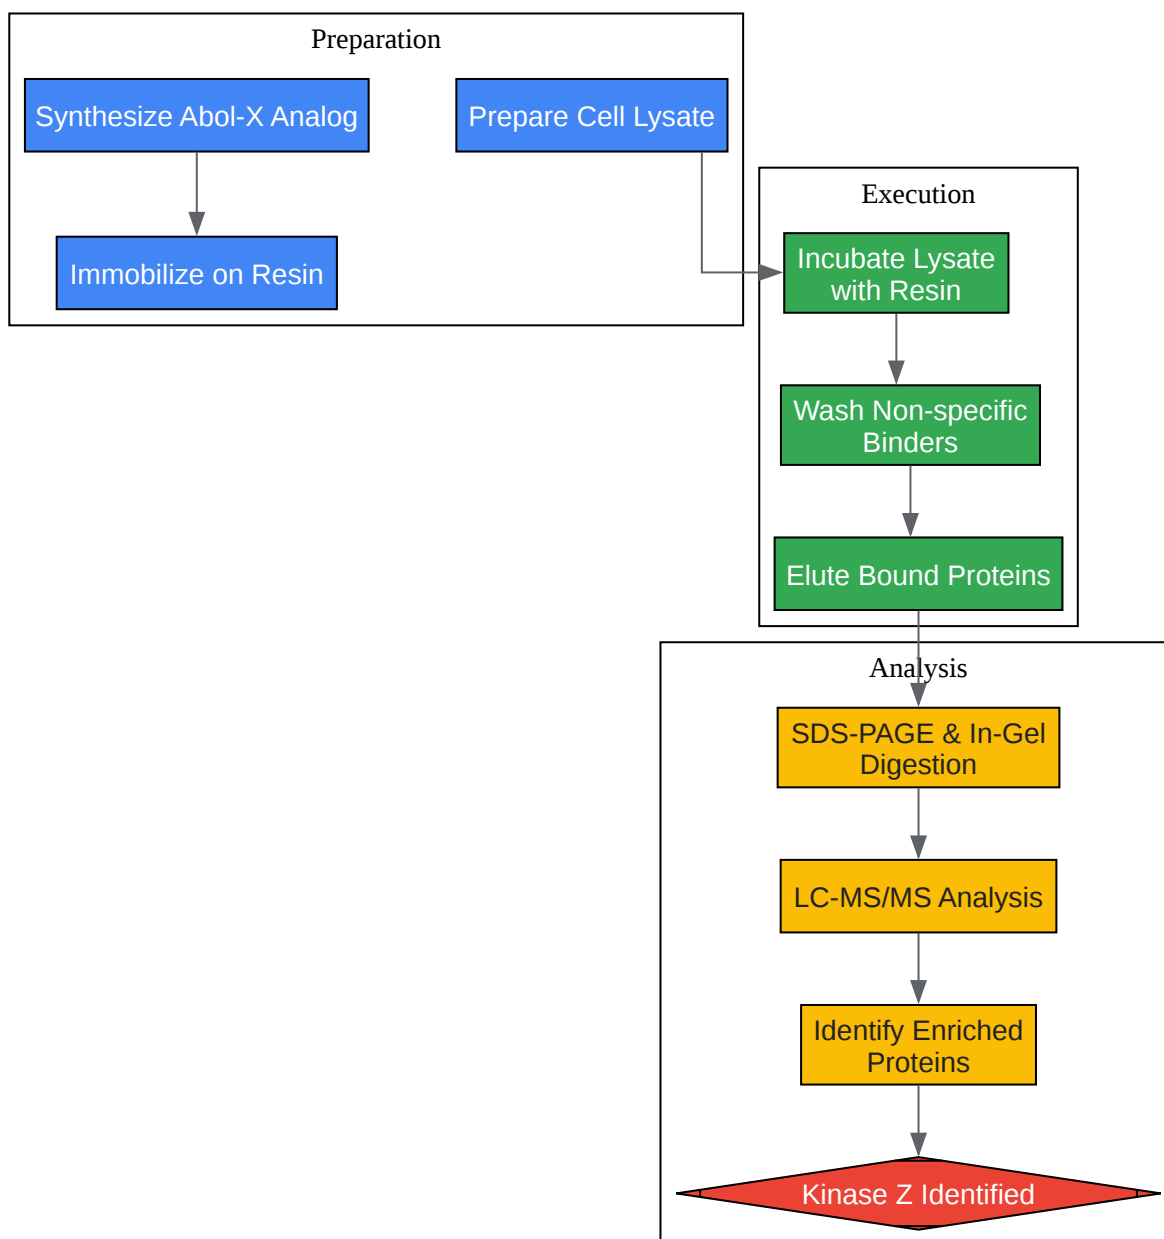 Preparation
Synthesize Abol-X Analog
Prepare Cell Lysate
Immobilize on Resin
Execution
Incubate Lysate
with Resin
Wash Non-specific
Binders
Elute Bound Proteins
Analysis
SDS-PAGE & In-Gel
Digestion
LC-MS/MS Analysis
Identify Enriched
Proteins
Kinase Z Identified